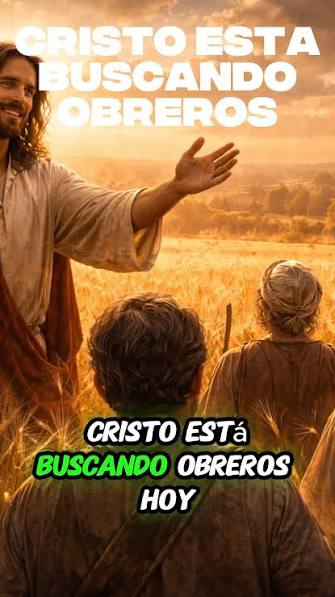 CRISTO ESTA
BUSCANDO
OBREROS
CRISTO ESTá
BUSCANDO OBREROS
HOY